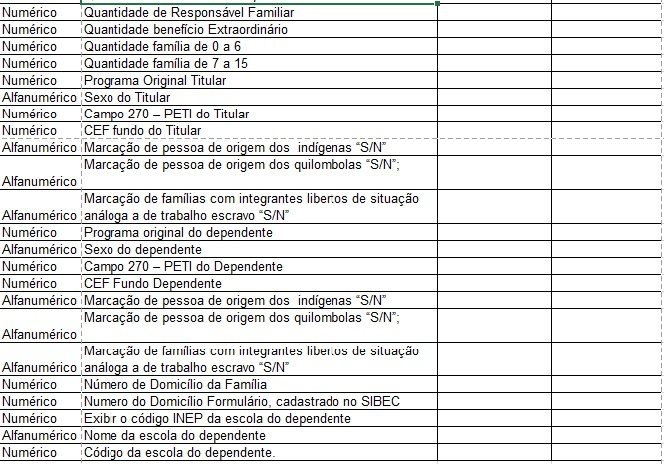 Numérico Quantidade de Responsável Familiar
Numérico Quantidade benefício Extraordinário
Numérico Quantidade família de 0 a 6
Numérico Quantidade família de 7 a 15
Numérico Programa Original Titular
Alfanumérico Sexo do Titular
Numérico Campo 270 – PETI do Titular
Numérico CEF fundo do Titular
Alfanumérico Marcação de pessoa de origem dos indígenas “S/N”
Marcação de pessoa de origem dos quilombolas “S/N”;
Alfanumérico
Marcação de famílias com integrantes libertos de situação
Alfanumérico análoga a de trabalho escravo “S/N”
Numérico Programa original do dependente
Alfanumérico Sexo do dependente
Numérico Campo 270 – PETI do Dependente
Numérico CEF Fundo Dependente
Alfanumérico Marcação de pessoa de origem dos indígenas “S/N”
Marcação de pessoa de origem dos quilombolas “S/N”;
Alfanumérico
Marcação de famílias com integrantes libertos de situação
Alfanumérico análoga a de trabalho escravo “S/N”
Numérico Número de Domicílio da Família
Numérico Numero do Domicílio Formulário, cadastrado no SIBEC
Numérico Exibir o código INEP da escola do dependente
Alfanumérico Nome da escola do dependente
Numérico Código da escola do dependente.